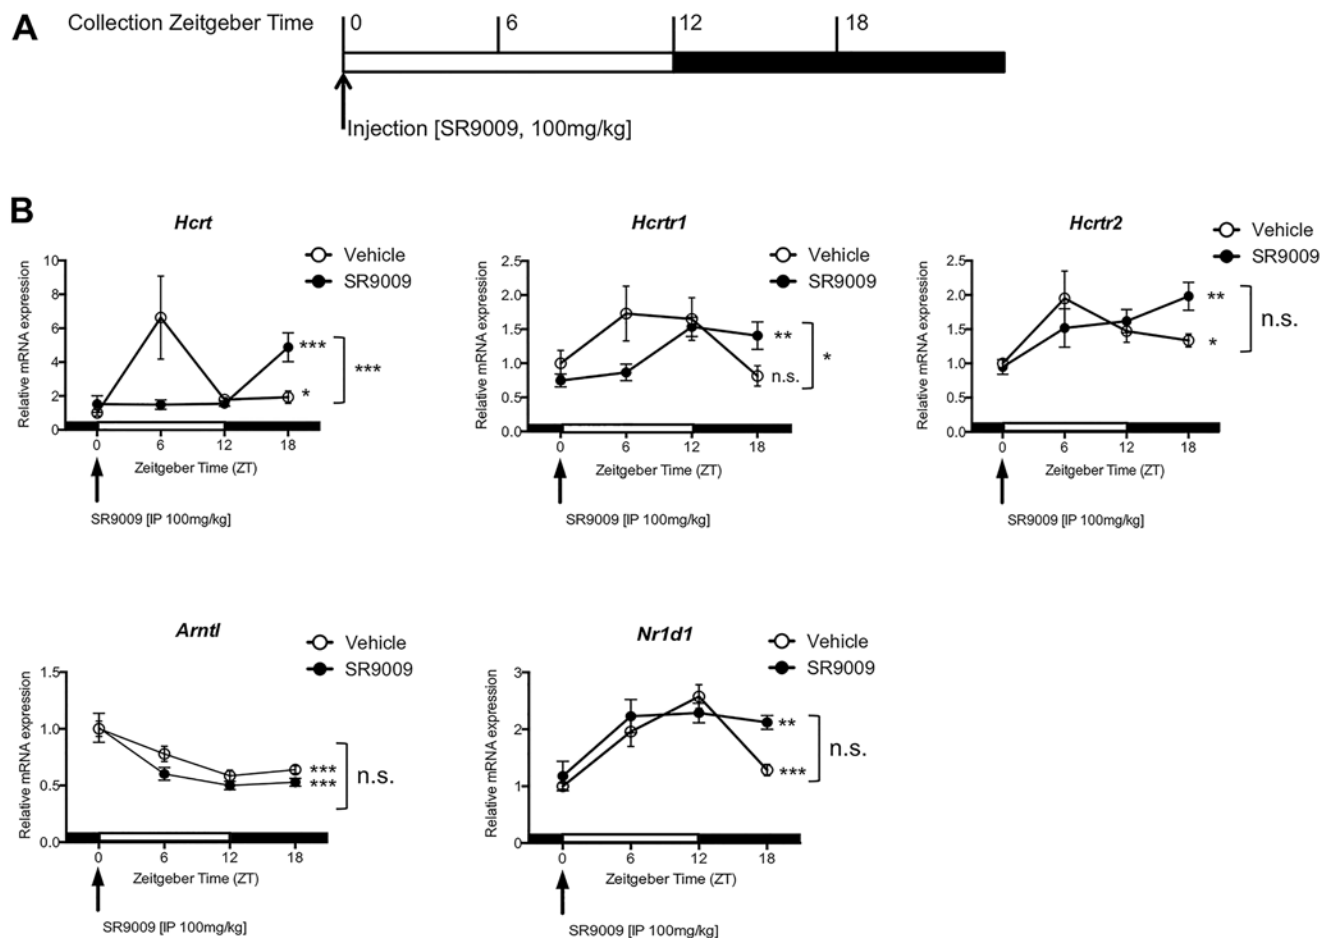 A
Collection Zeitgeber Time
0
6
12
18
Injection [SR9009, 100mg/kg]
B
Hcrt
Vehicle
SR9009
Relative mRNA expression
10
8
6
4
2
0
***
*
***
0 6 12 18
Zeitgeber Time (ZT)
SR9009 [IP 100mg/kg]
Hcrtr1
Vehicle
SR9009
Relative mRNA expression
2.5
2.0
1.5
1.0
0.5
0.0
**
n.s.
*
0 6 12 18
Zeitgeber Time (ZT)
SR9009 [IP 100mg/kg]
Hcrtr2
Vehicle
SR9009
Relative mRNA expression
2.5
2.0
1.5
1.0
0.5
0.0
**
*
n.s.
0 6 12 18
Zeitgeber Time (ZT)
SR9009 [IP 100mg/kg]
Arntl
Vehicle
SR9009
Relative mRNA expression
1.5
1.0
0.5
0.0
***
***
n.s.
0 6 12 18
Zeitgeber Time (ZT)
SR9009 [IP 100mg/kg]
Nr1d1
Vehicle
SR9009
Relative mRNA expression
3
2
1
0
**
***
n.s.
0 6 12 18
Zeitgeber Time (ZT)
SR9009 [IP 100mg/kg]